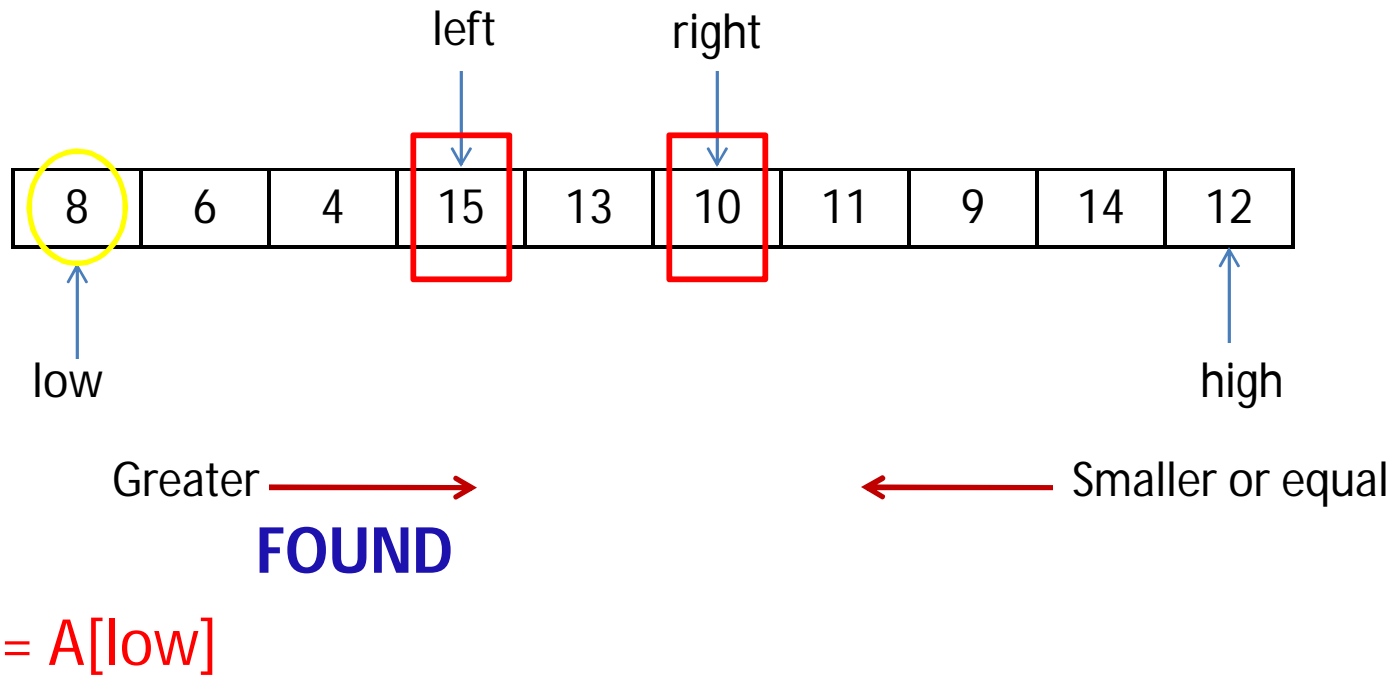 left right
8 6 4 15 13 10 11 9 14 12
low high
Greater Smaller or equal
FOUND
= A[low]